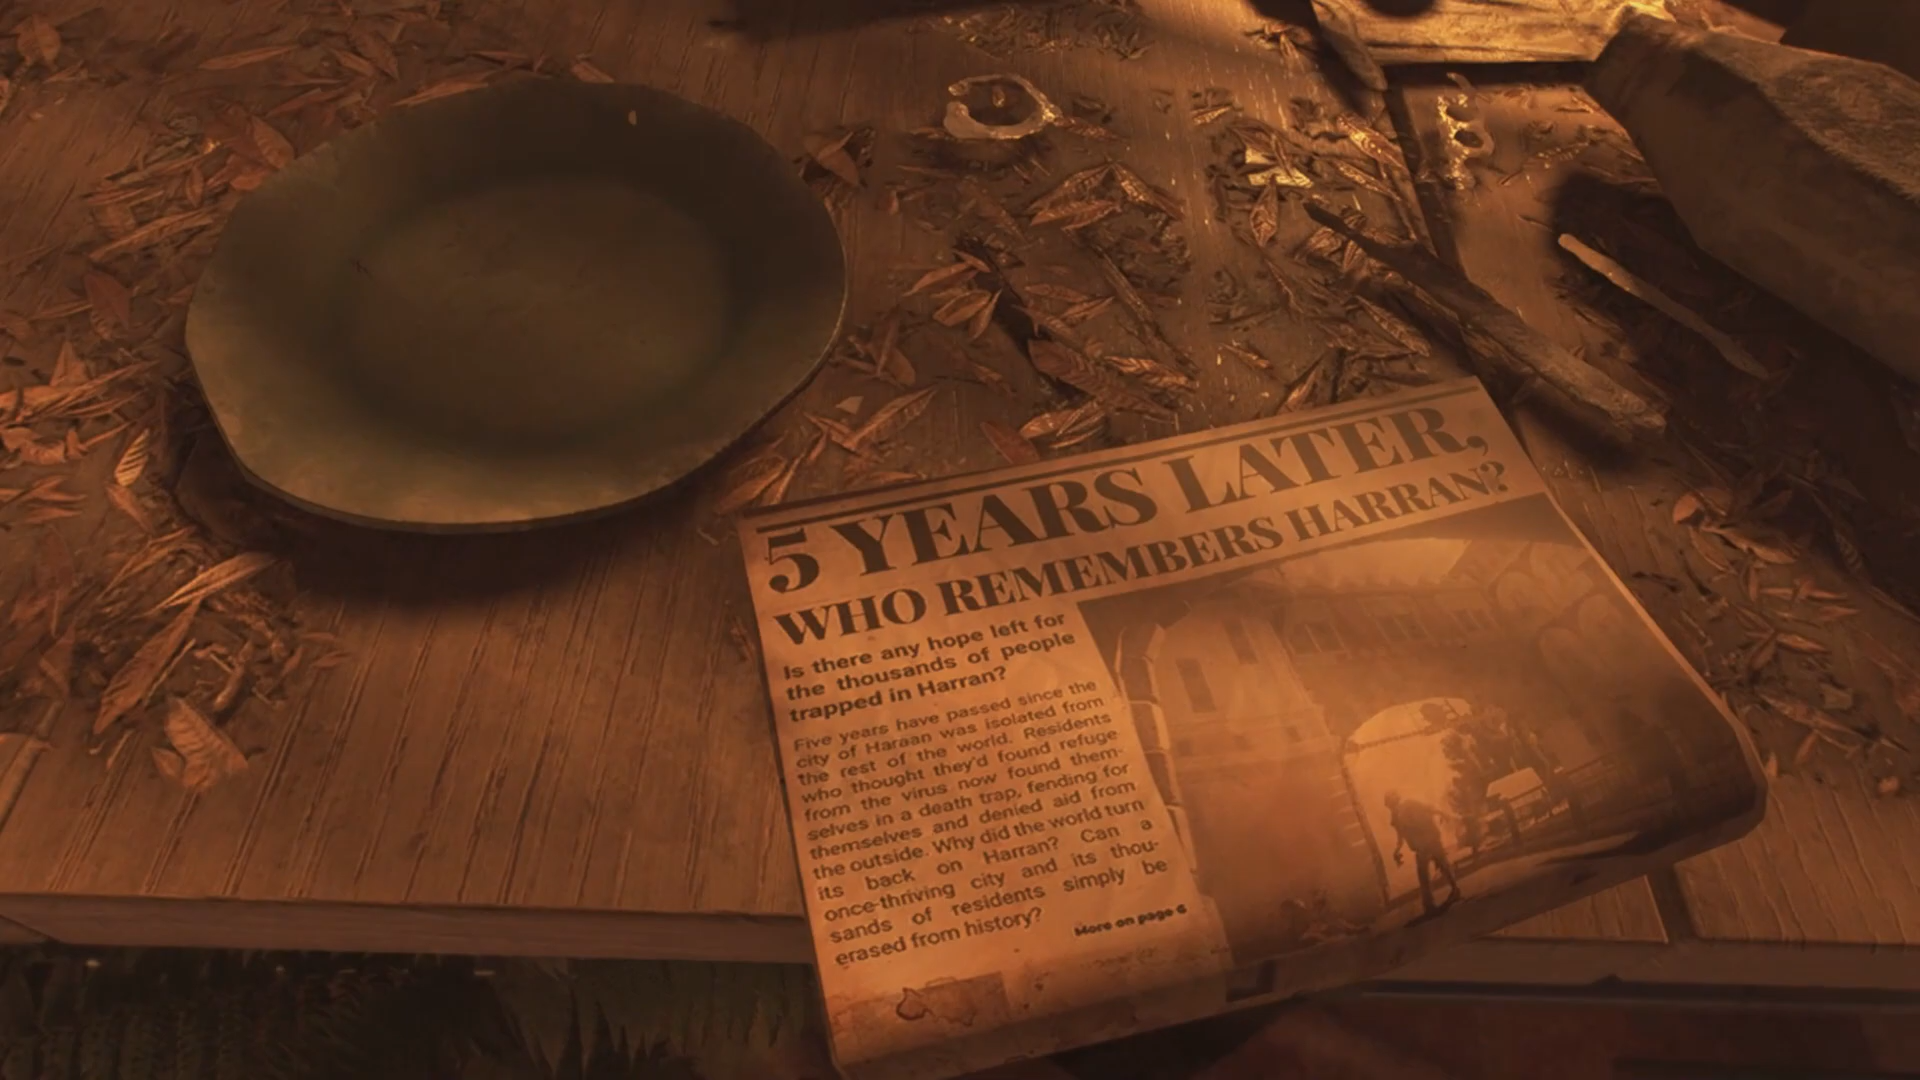 5 YEARS LATER,
WHO REMEMBERS HARRAN?
Is there any hope left for
the thousands of people
trapped in Harran?
Five years have passed since the
city of Haraan was isolated from
the rest of the world. Residents
who thought they'd found refuge
from the virus now found them-
selves in a death trap, fending for
themselves and denied aid from
the outside. Why did the world turn
its back on Harran? Can a
once-thriving city and its thou-
sands of residents simply be
erased from history?
More on page 6